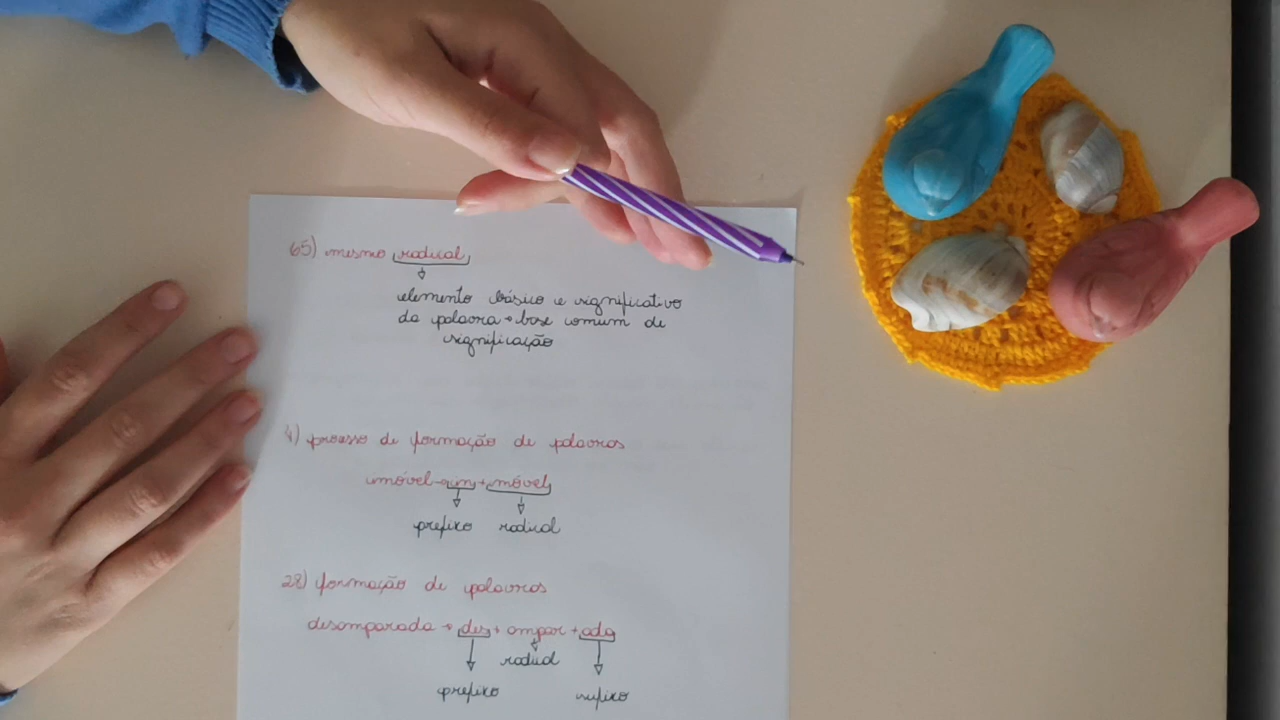 65) mesmo radical
elemento básico e significativo
da palavra → base comum de
significação
4) processo de formação de palavras
imóvel → im + móvel
prefixo radical
28) formação de palavras
desamparada → des + ampar + ada
radical
prefixo sufixo